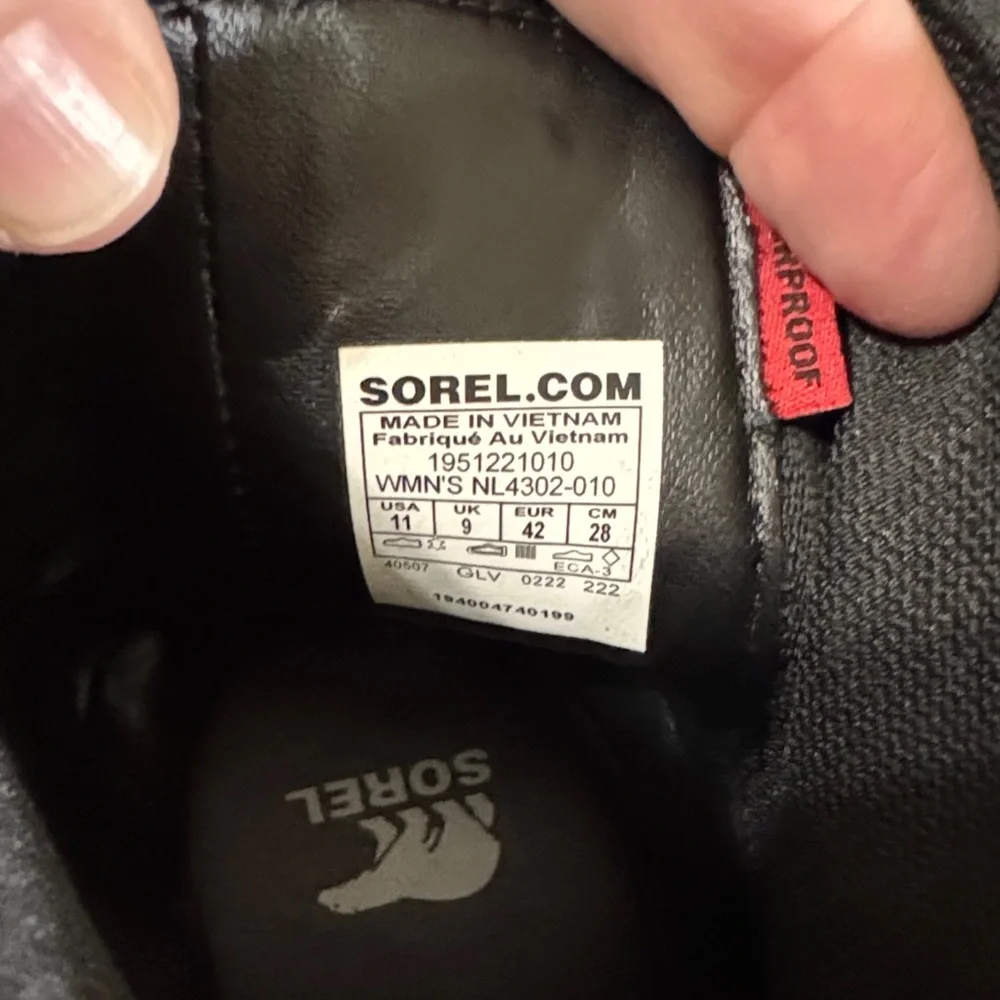 RPROOF
SOREL.COM
MADE IN VIETNAM
Fabriqué Au Vietnam
1951221010
WMN'S NL4302-010
USA UK EUR CM
11 9 42 28
ECA-3
40507 GLV 0222 222
194004740199
SOREL